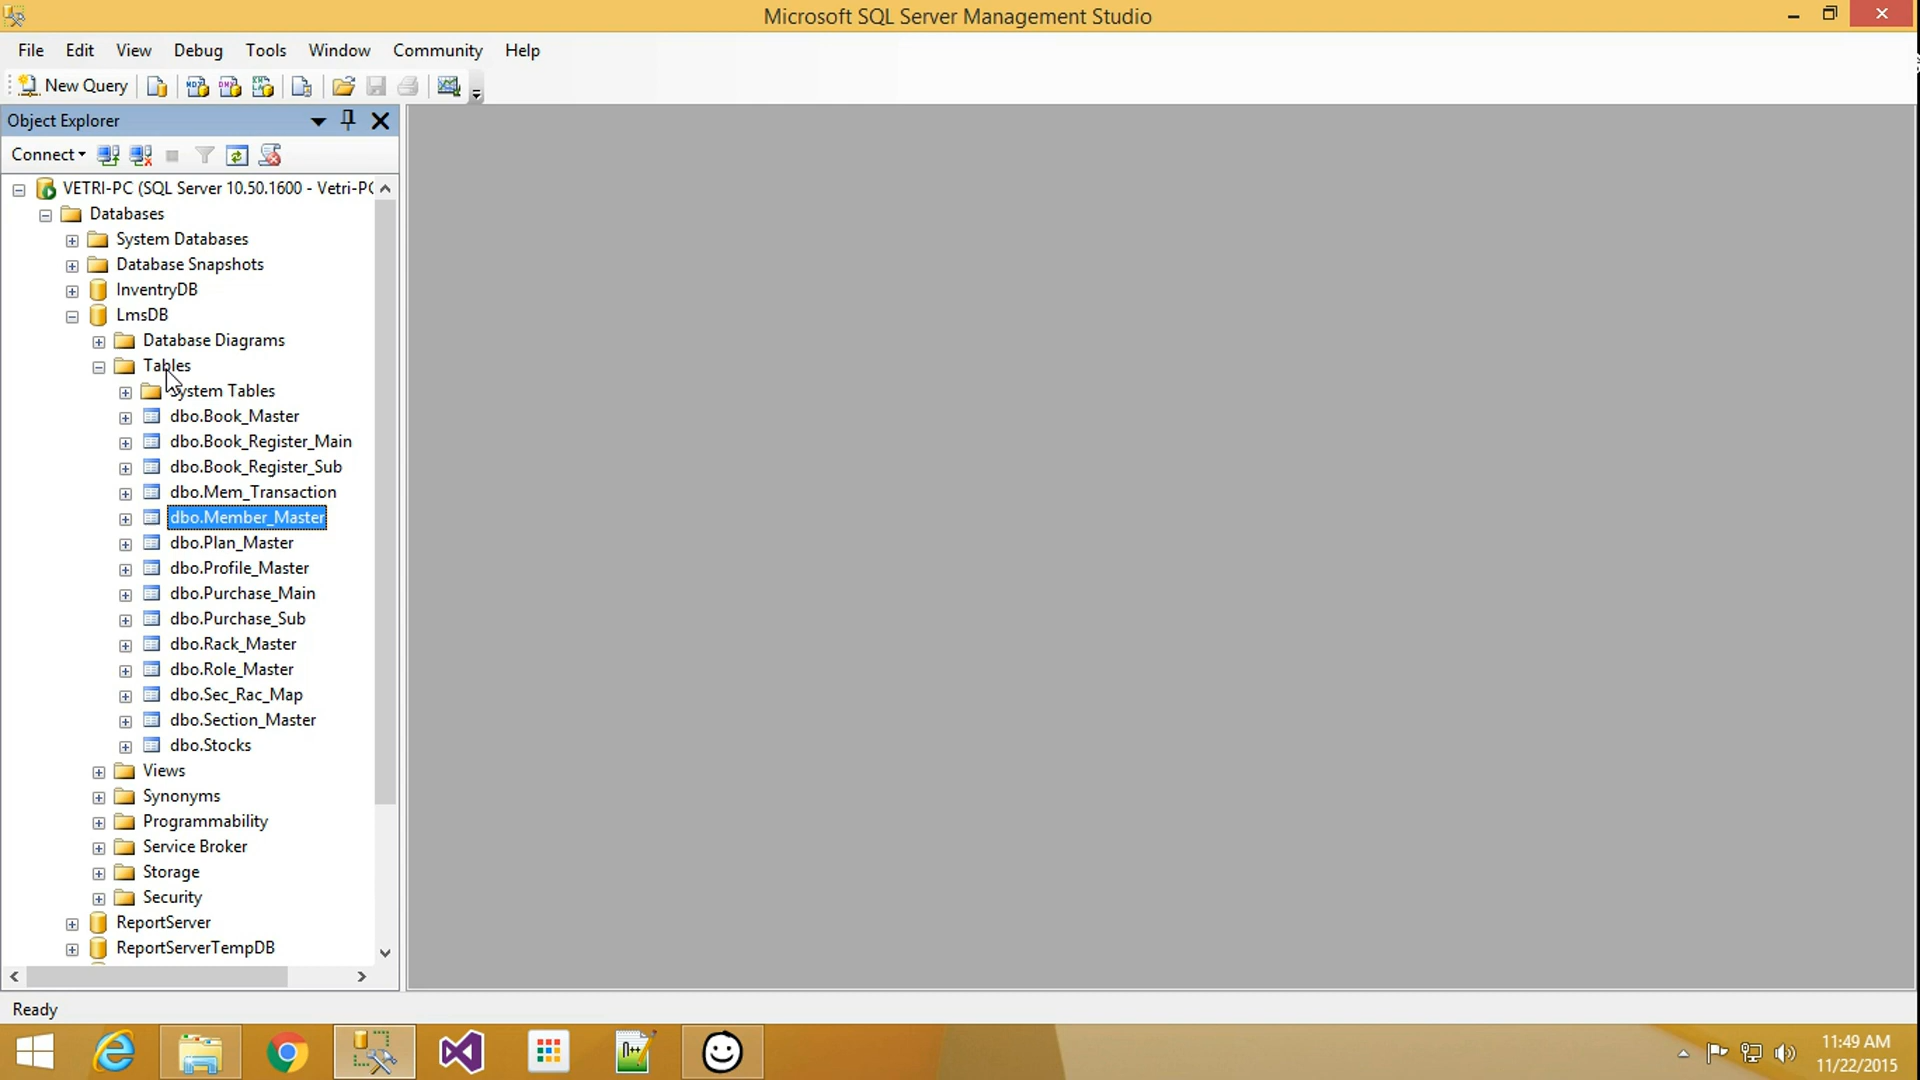 Microsoft SQL Server Management Studio
File Edit View Debug Tools Window Community Help
New Query
Object Explorer
Connect
VETRI-PC (SQL Server 10.50.1600 - Vetri-PC
Databases
System Databases
Database Snapshots
InventryDB
LmsDB
Database Diagrams
Tables
System Tables
dbo.Book_Master
dbo.Book_Register_Main
dbo.Book_Register_Sub
dbo.Mem_Transaction
dbo.Member_Master
dbo.Plan_Master
dbo.Profile_Master
dbo.Purchase_Main
dbo.Purchase_Sub
dbo.Rack_Master
dbo.Role_Master
dbo.Sec_Rac_Map
dbo.Section_Master
dbo.Stocks
Views
Synonyms
Programmability
Service Broker
Storage
Security
ReportServer
ReportServerTempDB
Ready
11:49 AM
11/22/2015